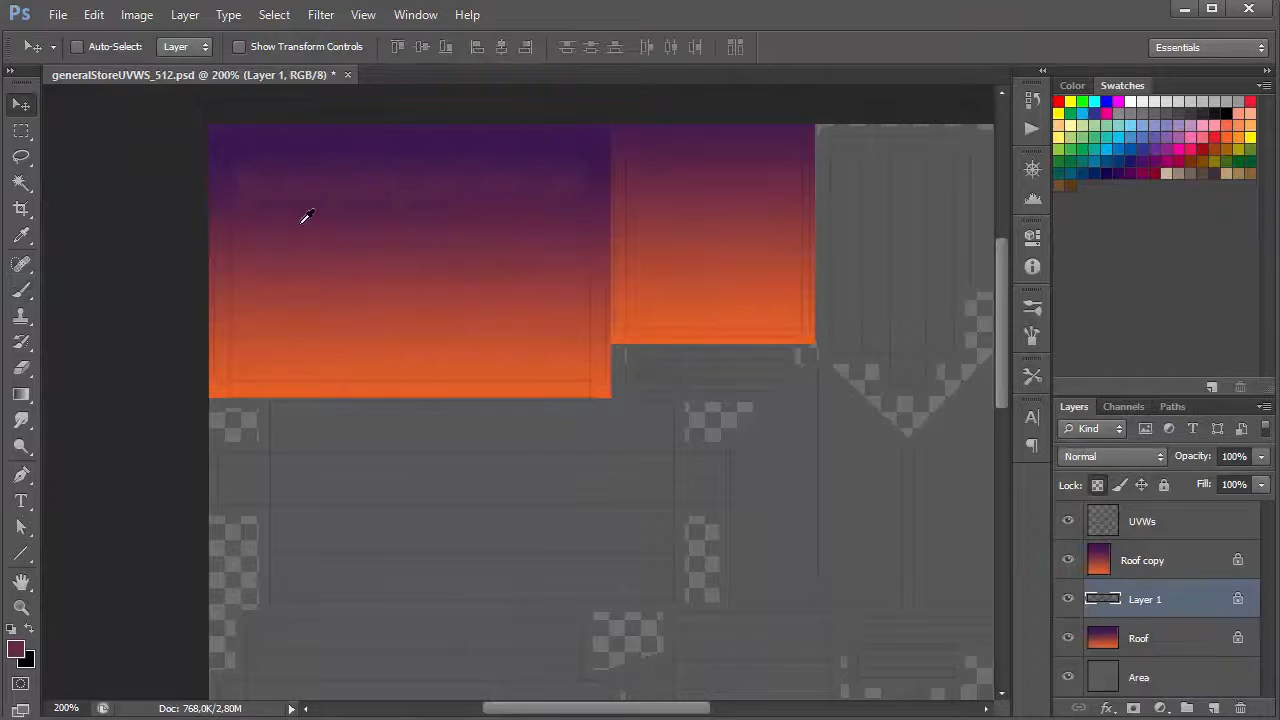 Ps File Edit Image Layer Type Select Filter View Window Help
Auto-Select: Layer Show Transform Controls Essentials
generalStoreUVWS_512.psd @ 200% (Layer 1, RGB/8) *
Color Swatches
Layers Channels Paths
Kind
Normal Opacity: 100%
Lock: Fill: 100%
UVWs
Roof copy
Layer 1
Roof
Area
200% Doc: 768,0K/2,80M